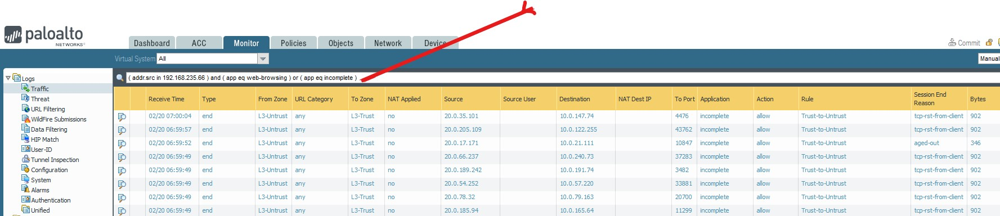 paloalto
NETWORKS®
Dashboard ACC Monitor Policies Objects Network Device
Commit
Virtual System All
Manual
Logs
Traffic
Threat
URL Filtering
WildFire Submissions
Data Filtering
HIP Match
User-ID
Tunnel Inspection
Configuration
System
Alarms
Authentication
Unified
( addr.src in 192.168.235.66 ) and ( app eq web-browsing ) or ( app eq incomplete )
Receive Time Type From Zone URL Category To Zone NAT Applied Source Source User Destination NAT Dest IP To Port Application Action Rule Session End Reason Bytes
02/20 07:00:04 end L3-Untrust any L3-Trust no 20.0.35.101 10.0.147.74 4476 incomplete allow Trust-to-Untrust tcp-rst-from-client 902
02/20 06:59:57 end L3-Untrust any L3-Trust no 20.0.205.109 10.0.122.255 43762 incomplete allow Trust-to-Untrust tcp-rst-from-client 902
02/20 06:59:52 end L3-Untrust any L3-Trust no 20.0.17.171 10.0.21.111 10847 incomplete allow Trust-to-Untrust aged-out 346
02/20 06:59:49 end L3-Untrust any L3-Trust no 20.0.66.237 10.0.240.73 37283 incomplete allow Trust-to-Untrust tcp-rst-from-client 902
02/20 06:59:49 end L3-Untrust any L3-Trust no 20.0.189.242 10.0.191.74 3482 incomplete allow Trust-to-Untrust tcp-rst-from-client 902
02/20 06:59:49 end L3-Untrust any L3-Trust no 20.0.54.252 10.0.57.220 33881 incomplete allow Trust-to-Untrust tcp-rst-from-client 902
02/20 06:59:49 end L3-Untrust any L3-Trust no 20.0.78.32 10.0.79.163 20700 incomplete allow Trust-to-Untrust tcp-rst-from-client 902
02/20 06:59:49 end L3-Untrust any L3-Trust no 20.0.185.94 10.0.165.64 11299 incomplete allow Trust-to-Untrust tcp-rst-from-client 902